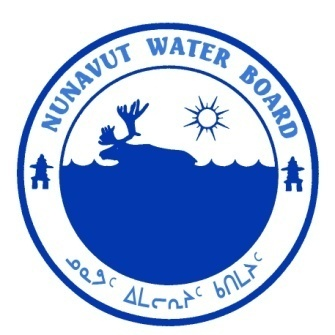 NUNAVUT WATER BOARD
ᓄᓇᕗᑦ ᐃᒪᓕᕆᔨᑦ ᑲᑎᒪᔨᑦ